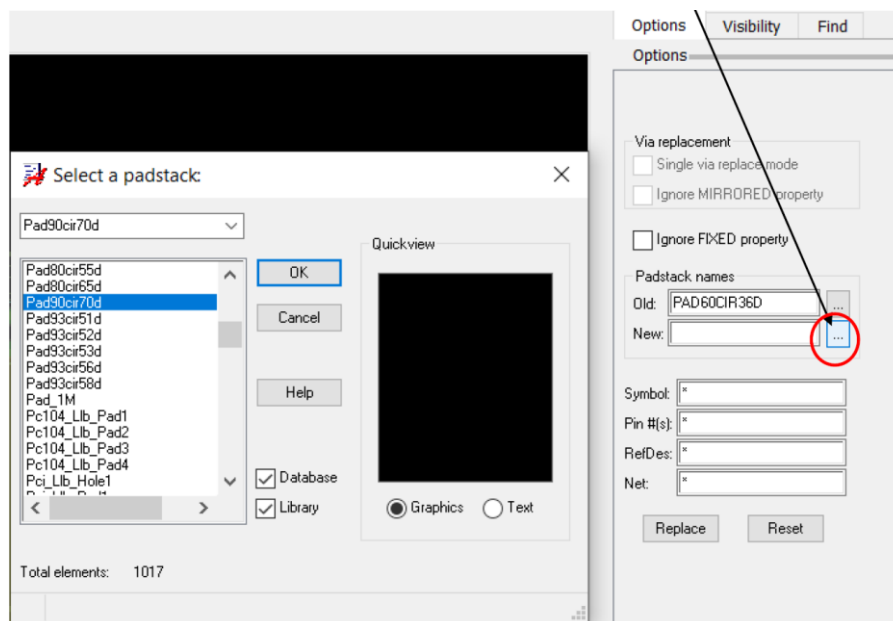 Options Visibility Find
Options
Via replacement
Single via replace mode
Ignore MIRRORED property
Ignore FIXED property
Padstack names
Old: PAD60CIR36D ...
New: ...
Symbol: *
Pin #(s): *
RefDes: *
Net: *
Replace Reset
Select a padstack:
Pad90cir70d
Pad80cir55d
Pad80cir65d
Pad90cir70d
Pad93cir51d
Pad93cir52d
Pad93cir53d
Pad93cir56d
Pad93cir58d
Pad_1M
Pc104_Llb_Pad1
Pc104_Llb_Pad2
Pc104_Llb_Pad3
Pc104_Llb_Pad4
Pci_Llb_Hole1
OK
Cancel
Help
Database
Library
Quickview
Graphics Text
Total elements: 1017